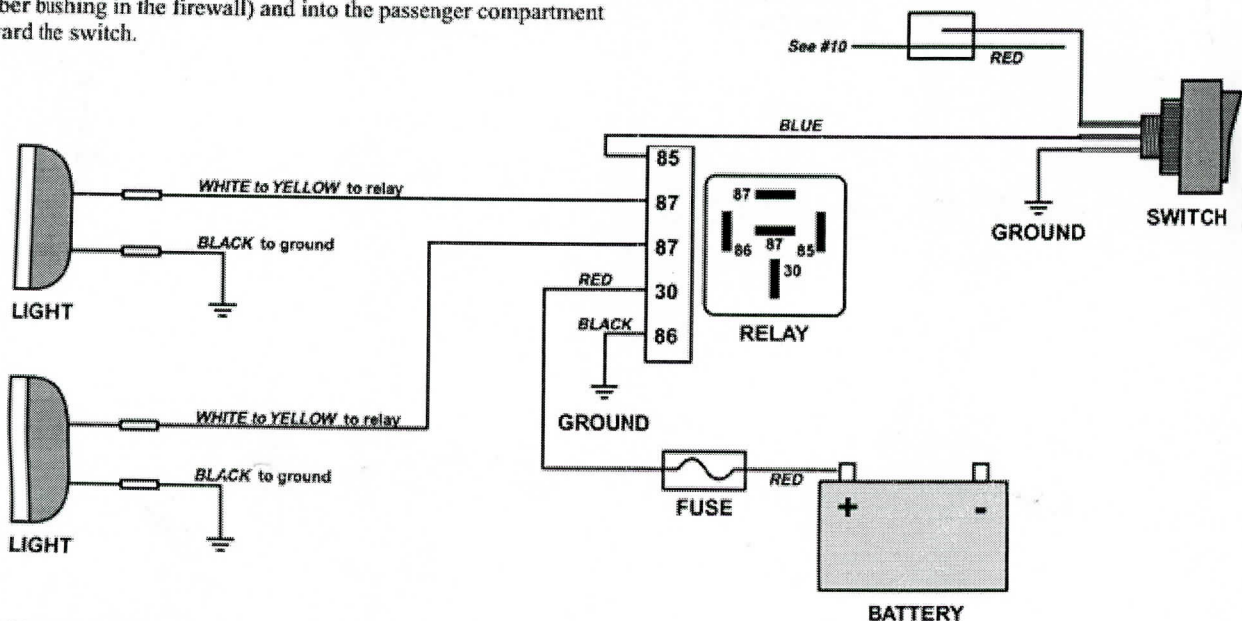 ber bushing in the firewall) and into the passenger compartment
ard the switch.
See #10
RED
BLUE
85
WHITE to YELLOW to relay
87
87
86
87
85
30
BLACK to ground
87
GROUND
SWITCH
LIGHT
RED
30
BLACK
86
RELAY
GROUND
WHITE to YELLOW to relay
BLACK to ground
RED
FUSE
+
-
LIGHT
BATTERY